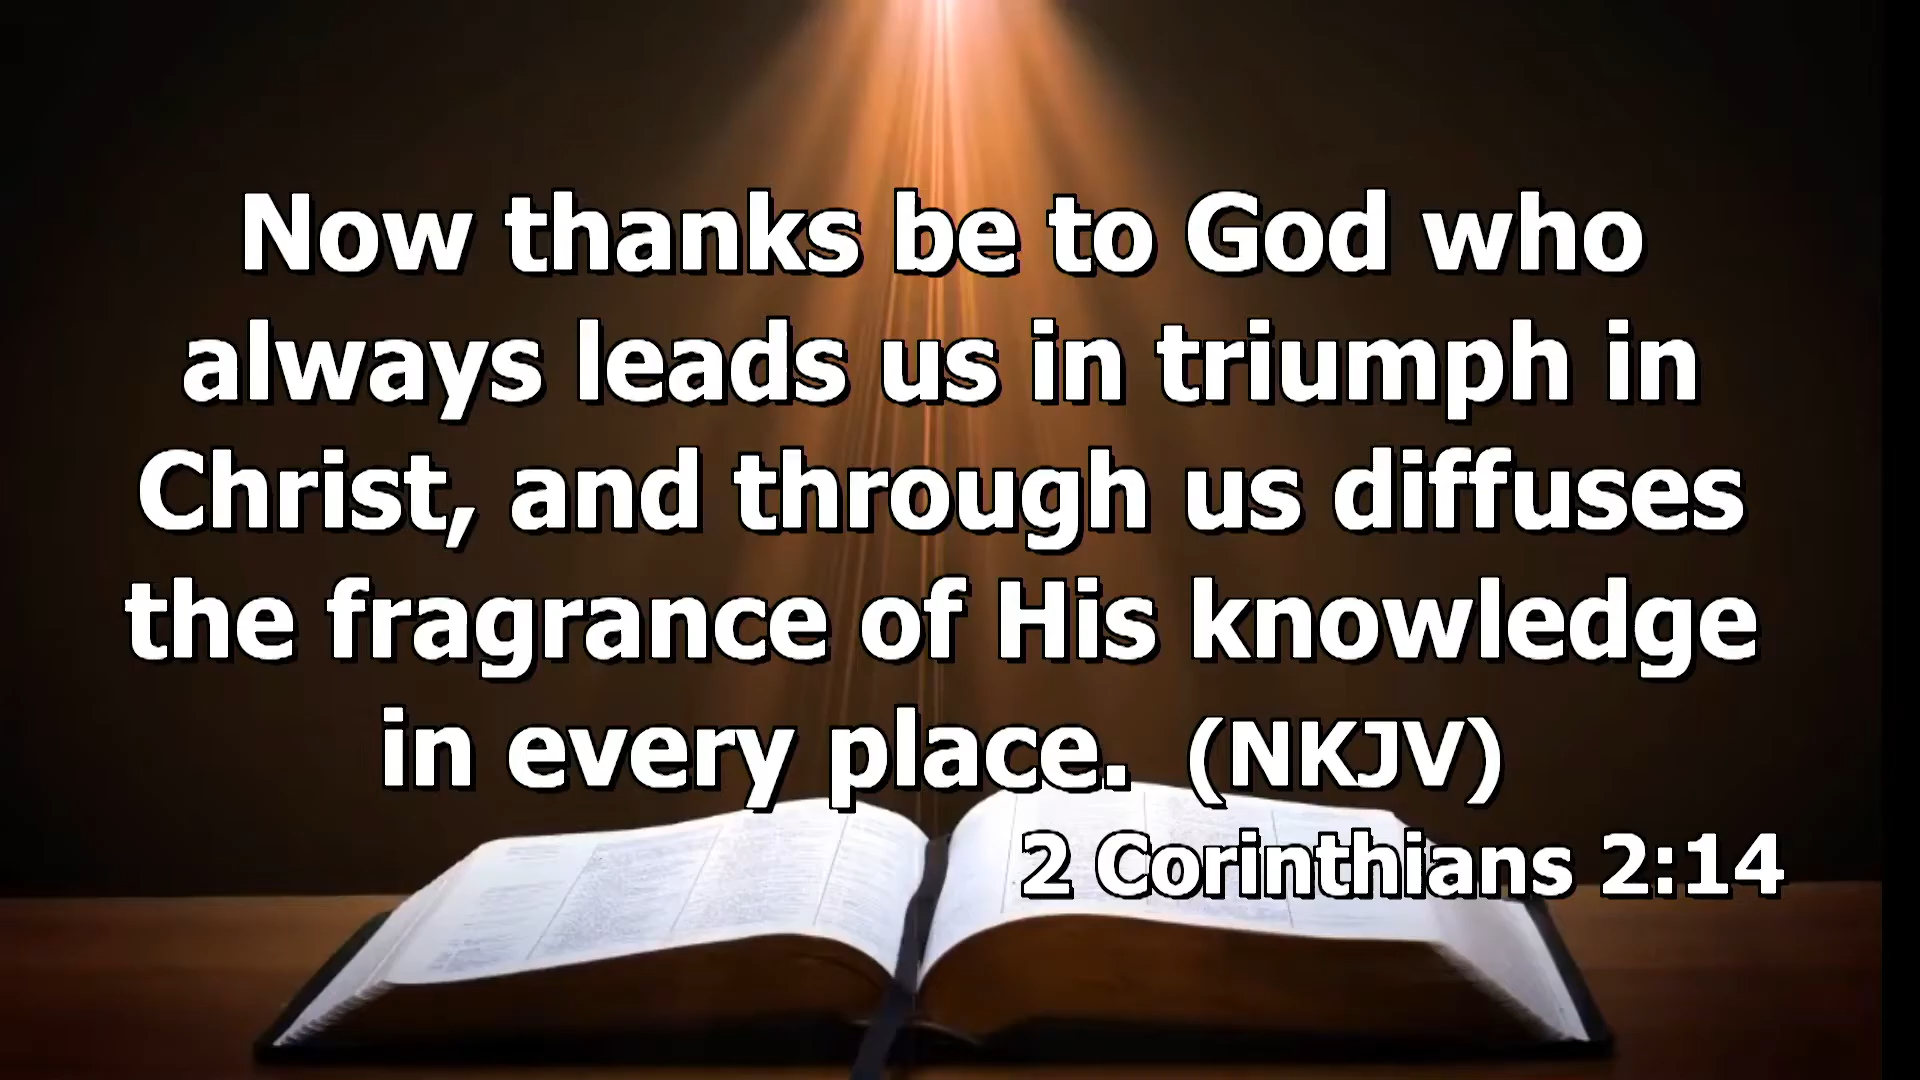 Now thanks be to God who
always leads us in triumph in
Christ, and through us diffuses
the fragrance of His knowledge
in every place.  (NKJV)
2 Corinthians 2:14